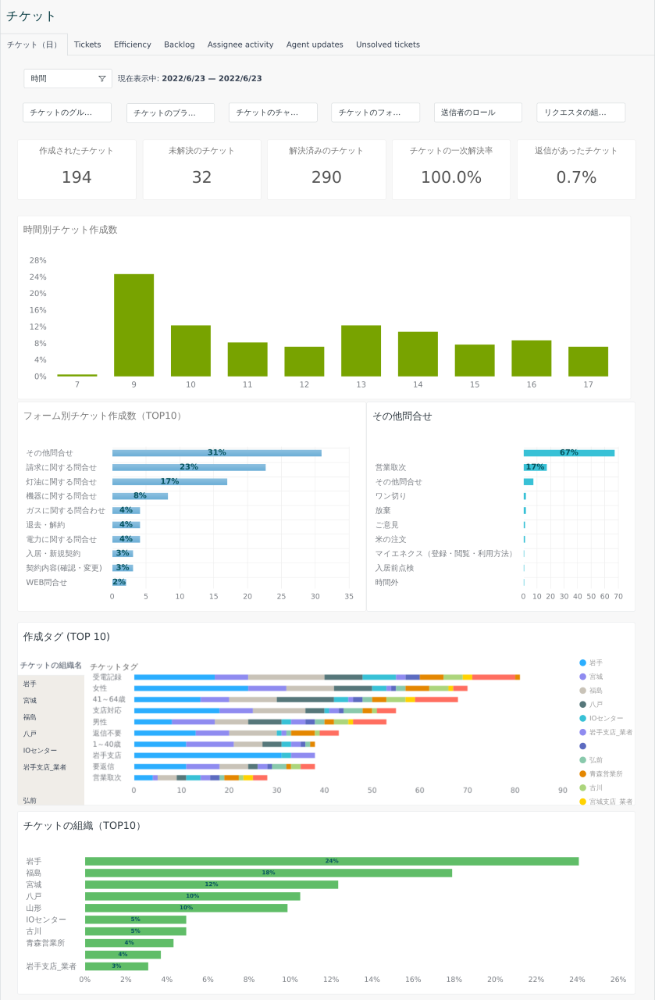 チケット
チケット（日） Tickets Efficiency Backlog Assignee activity Agent updates Unsolved tickets
時間 現在表示中: 2022/6/23 — 2022/6/23
チケットのグル... チケットのブラ... チケットのチャ... チケットのフォ... 送信者のロール リクエスタの組...
作成されたチケット 未解決のチケット 解決済みのチケット チケットの一次解決率 返信があったチケット
194 32 290 100.0% 0.7%
時間別チケット作成数
28%
24%
20%
16%
12%
8%
4%
0%
7 9 10 11 12 13 14 15 16 17
フォーム別チケット作成数（TOP10）
その他問合せ 31%
請求に関する問合せ 23%
灯油に関する問合せ 17%
機器に関する問合せ 8%
ガスに関する問合わせ 4%
退去・解約 4%
電力に関する問合せ 4%
入居・新規契約 3%
契約内容(確認・変更) 3%
WEB問合せ 2%
0 5 10 15 20 25 30 35
その他問合せ
67%
営業取次 17%
その他問合せ
ワン切り
放棄
ご意見
米の注文
マイエネクス（登録・閲覧・利用方法）
入居前点検
時間外
0 10 20 30 40 50 60 70
作成タグ (TOP 10)
チケットの組織名 チケットタグ
岩手
宮城
福島
八戸
IOセンター
岩手支店_業者
弘前
受電記録
女性
41～64歳
支店対応
男性
返信不要
1～40歳
岩手支店
要返信
営業取次
0 10 20 30 40 50 60 70 80 90
岩手
宮城
福島
八戸
IOセンター
岩手支店_業者
弘前
青森営業所
古川
宮城支店_業者
チケットの組織（TOP10）
岩手 24%
福島 18%
宮城 12%
八戸 10%
山形 10%
IOセンター 5%
古川 5%
青森営業所 4%
4%
岩手支店_業者 3%
0% 2% 4% 6% 8% 10% 12% 14% 16% 18% 20% 22% 24% 26%